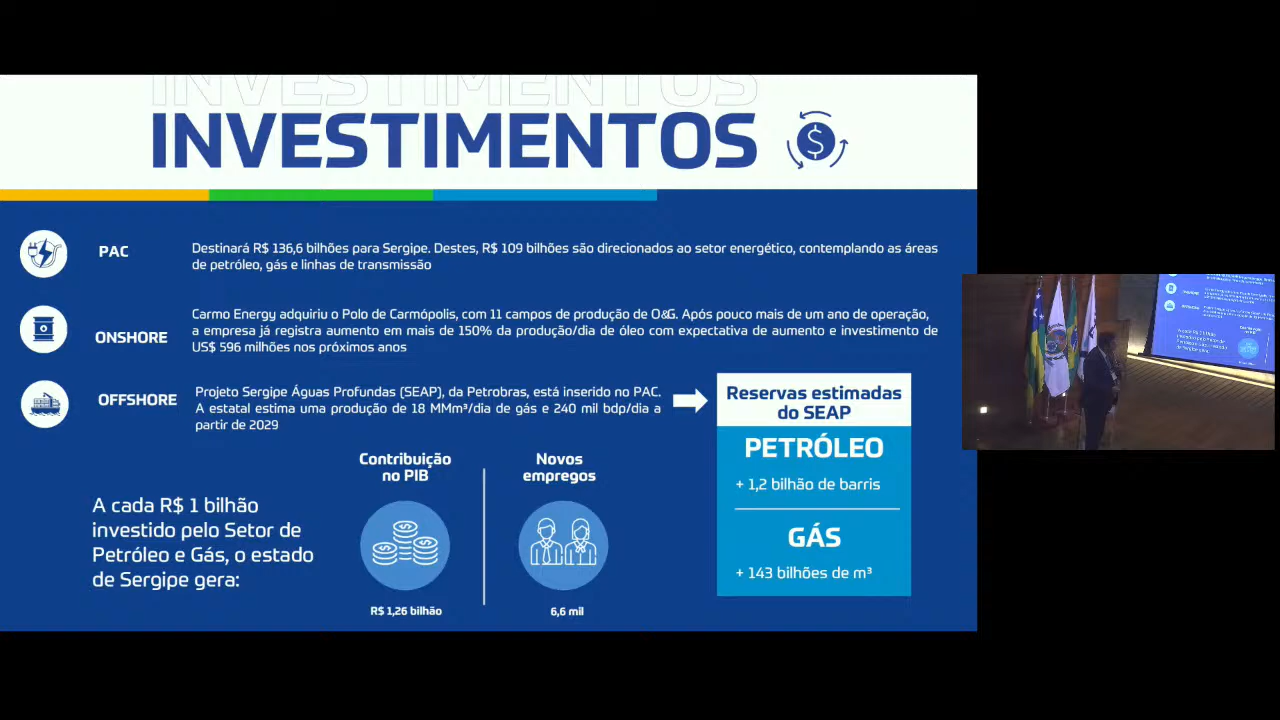 INVESTIMENTOS
INVESTIMENTOS
PAC
Destinará R$ 136,6 bilhões para Sergipe. Destes, R$ 109 bilhões são direcionados ao setor energético, contemplando as áreas
de petróleo, gás e linhas de transmissão
ONSHORE
Carmo Energy adquiriu o Polo de Carmópolis, com 11 campos de produção de O&G. Após pouco mais de um ano de operação,
a empresa já registra aumento em mais de 150% da produção/dia de óleo com expectativa de aumento e investimento de
US$ 596 milhões nos próximos anos
OFFSHORE
Projeto Sergipe Águas Profundas (SEAP), da Petrobras, está inserido no PAC.
A estatal estima uma produção de 18 MMm³/dia de gás e 240 mil bdp/dia a
partir de 2029
Reservas estimadas
do SEAP
PETRÓLEO
+ 1,2 bilhão de barris
GÁS
+ 143 bilhões de m³
A cada R$ 1 bilhão
investido pelo Setor de
Petróleo e Gás, o estado
de Sergipe gera:
Contribuição
no PIB
R$ 1,26 bilhão
Novos
empregos
6,6 mil